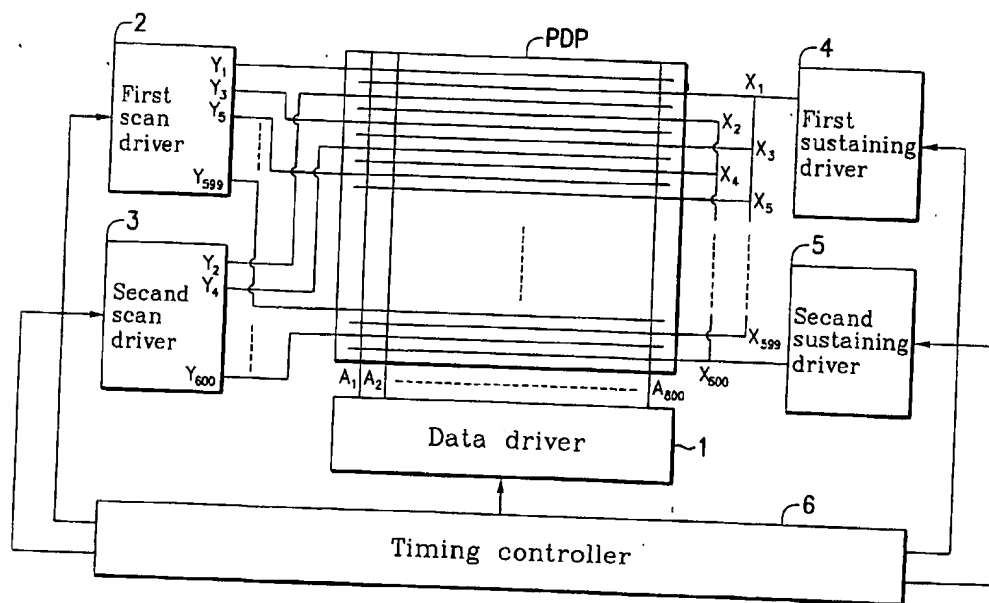 PDP
2
4
First
scan
driver
Y1
Y3
Y5
Y599
X1
X2
X3
X4
X5
First
sustaining
driver
3
5
Secand
scan
driver
Y2
Y4
Y600
X599
X600
Second
sustaining
driver
A1 A2 A800
Data driver
1
6
Timing controller